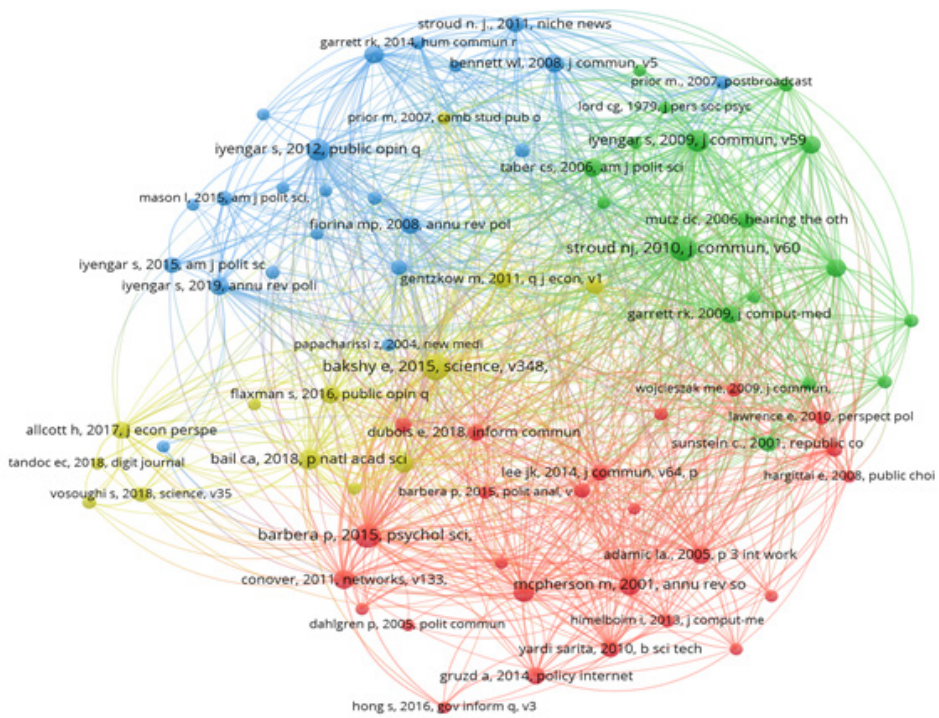 stroud n. j., 2011, niche news
garrett rk, 2014, hum commun r
bennett wl, 2008, j commun, v5
prior m., 2007, postbroadcast
lord cg, 1979, j pers soc psyc
prior m, 2007, camb stud pub o
iyengar s, 2009, j commun, v59
iyengar s, 2012, public opin q
taber cs, 2006, am j polit sci
mason l, 2015, am j polit sci,
mutz dc, 2006, hearing the oth
fiorina mp, 2008, annu rev pol
stroud nj, 2010, j commun, v60
iyengar s, 2015, am j polit sc
gentzkow m, 2011, q j econ, v1
iyengar s, 2019, annu rev poli
garrett rk, 2009, j comput-med
papacharissi z, 2004, new medi
bakshy e, 2015, science, v348,
wojcieszak me, 2009, j commun,
flaxman s, 2016, public opin q
lawrence e, 2010, perspect pol
allcott h, 2017, j econ perspe
dubois e, 2018, inform commun
sunstein c., 2001, republic co
tandoc ec, 2018, digit journal
bail ca, 2018, p natl acad sci
lee jk, 2014, j commun, v64, p
hargittai e, 2008, public choi
vosoughi s, 2018, science, v35
barbera p, 2015, polit anal, v
barbera p, 2015, psychol sci,
adamic la., 2005, p 3 int work
conover, 2011, networks, v133,
mcpherson m, 2001, annu rev so
dahlgren p, 2005, polit commun
himelboim i, 2013, j comput-me
yardi sarita, 2010, b sci tech
gruzd a, 2014, policy internet
hong s, 2016, gov inform q, v3